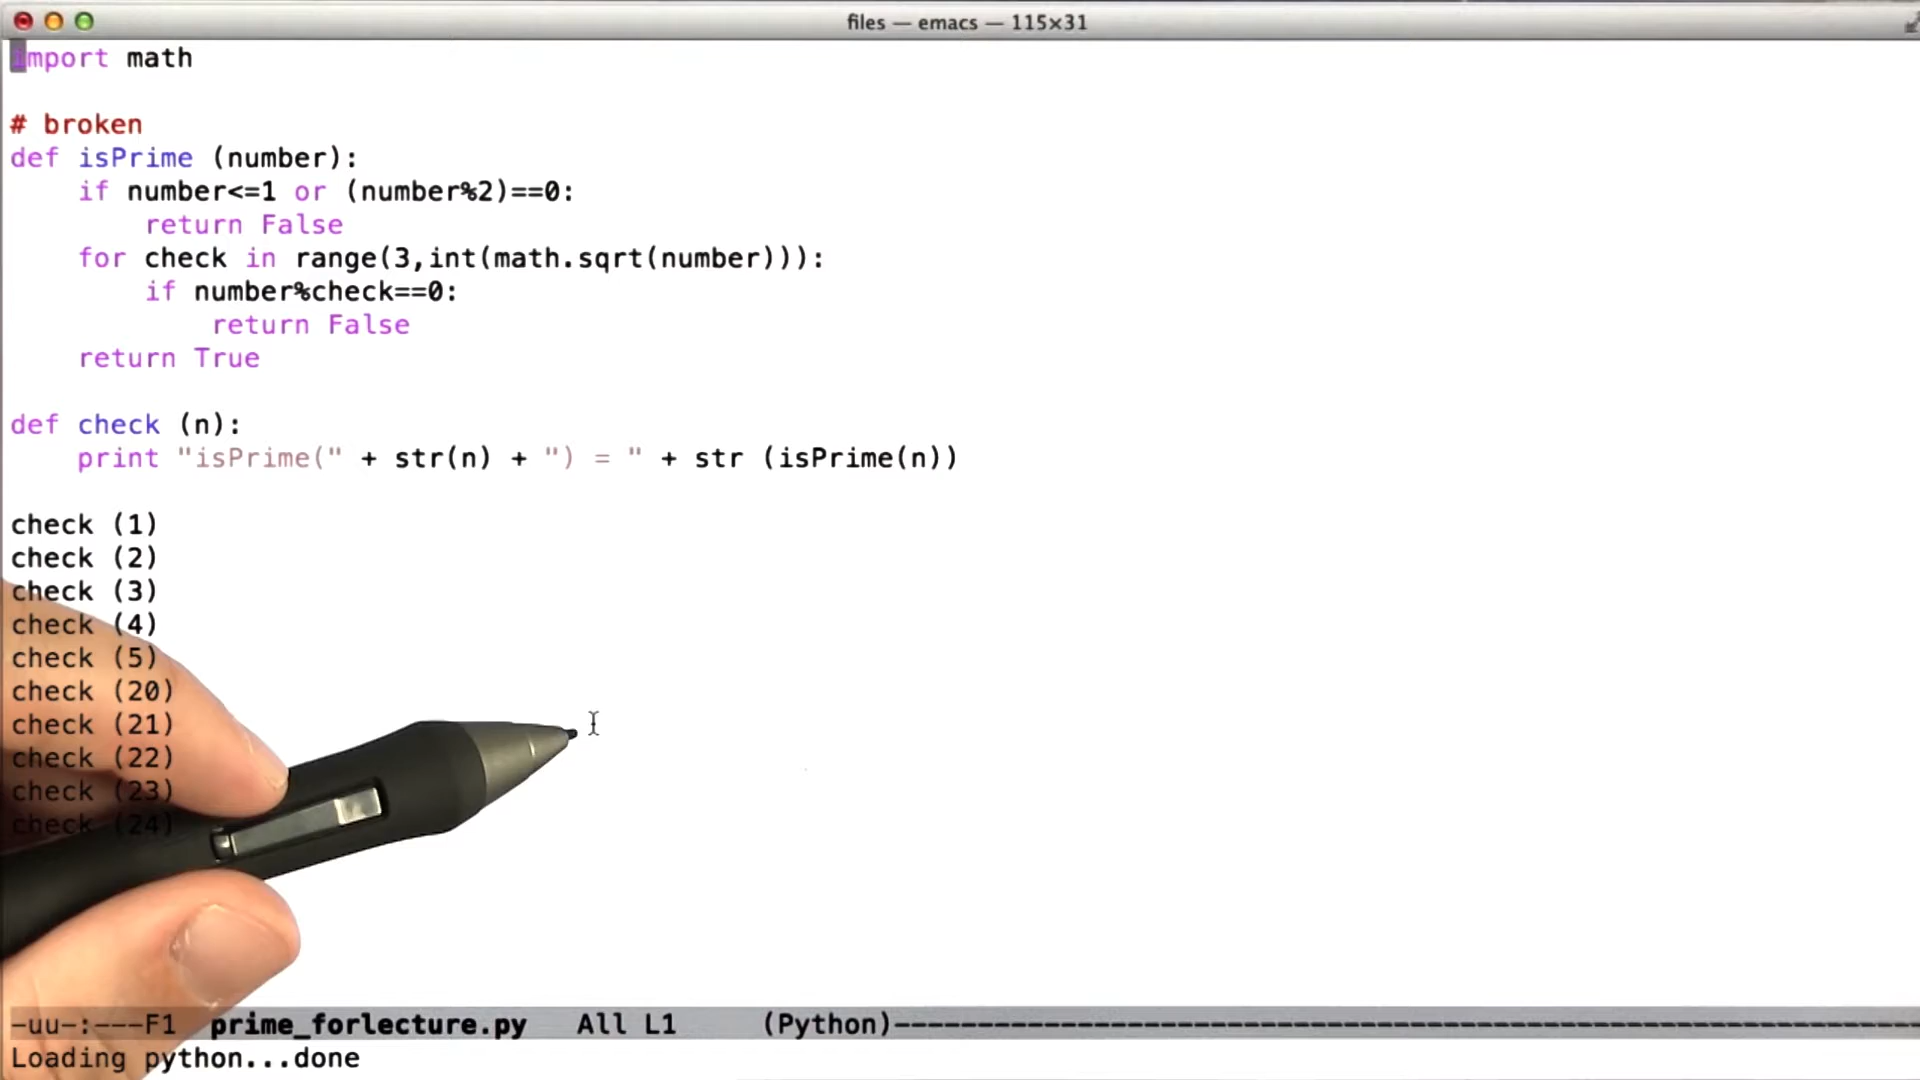 files — emacs — 115×31
import math
# broken
def isPrime (number):
    if number<=1 or (number%2)==0:
        return False
    for check in range(3,int(math.sqrt(number))):
        if number%check==0:
            return False
    return True
def check (n):
    print "isPrime(" + str(n) + ") = " + str (isPrime(n))
check (1)
check (2)
check (3)
check (4)
check (5)
check (20)
check (21)
check (22)
check (23)
check (24)
-uu-:---F1  prime_forlecture.py   All L1     (Python)--------------------------------------------------------------
Loading python...done